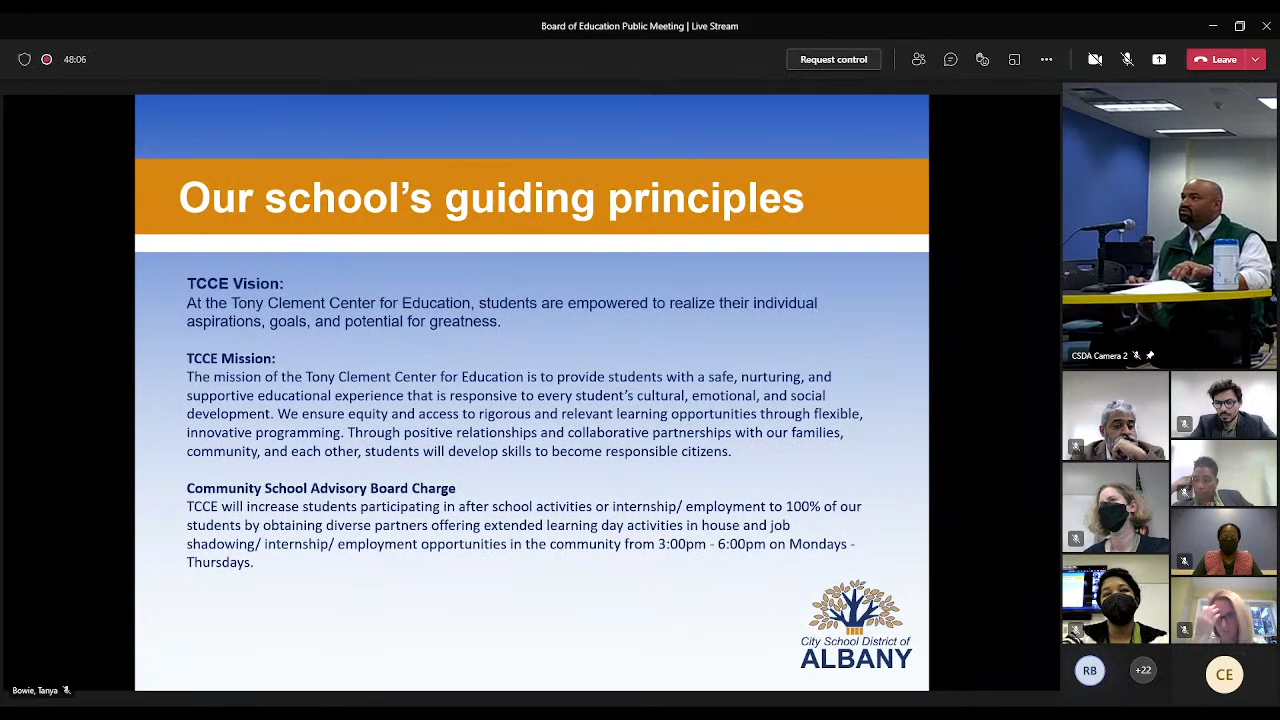 Board of Education Public Meeting | Live Stream
48:06
Request control
Leave
Our school's guiding principles
TCCE Vision:
At the Tony Clement Center for Education, students are empowered to realize their individual
aspirations, goals, and potential for greatness.
TCCE Mission:
The mission of the Tony Clement Center for Education is to provide students with a safe, nurturing, and
supportive educational experience that is responsive to every student's cultural, emotional, and social
development. We ensure equity and access to rigorous and relevant learning opportunities through flexible,
innovative programming. Through positive relationships and collaborative partnerships with our families,
community, and each other, students will develop skills to become responsible citizens.
Community School Advisory Board Charge
TCCE will increase students participating in after school activities or internship/ employment to 100% of our
students by obtaining diverse partners offering extended learning day activities in house and job
shadowing/ internship/ employment opportunities in the community from 3:00pm - 6:00pm on Mondays -
Thursdays.
City School District of
ALBANY
Bowie, Tanya
CSDA Camera 2
RB
+22
CE